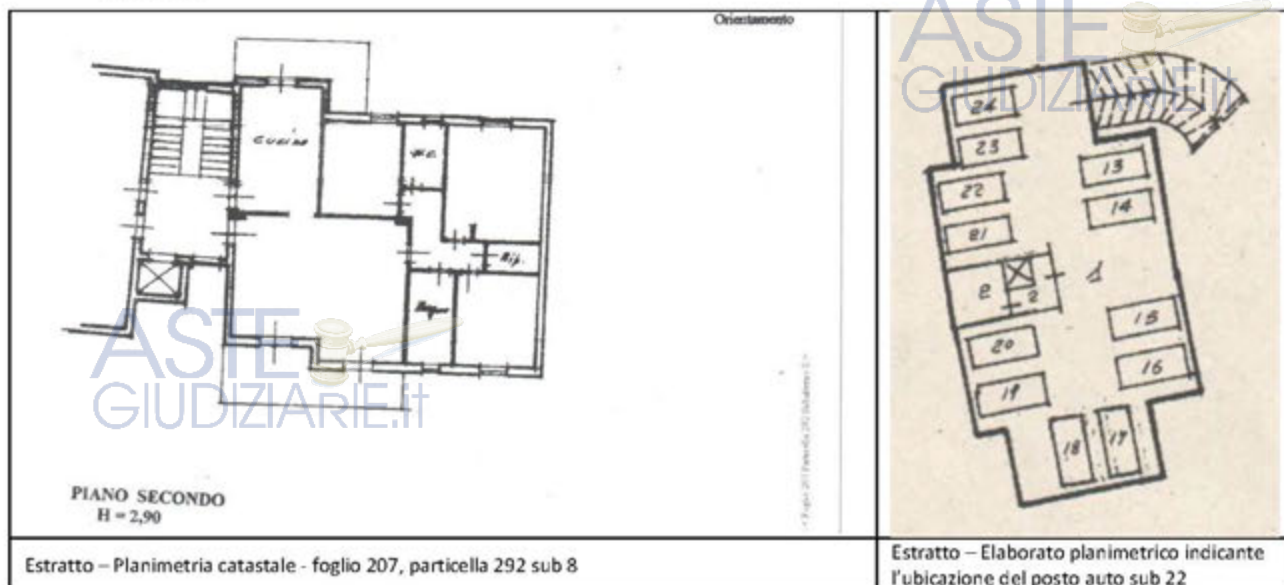 Orientamento
cucina
W.C.
Rip.
Bagno
ASTE
GIUDIZIARIE.it
PIANO SECONDO
H = 2,90
Estratto – Planimetria catastale - foglio 207, particella 292 sub 8
ASTE
GIUDIZIARIE.it
24
23
22
21
13
14
2
2
1
20
19
15
16
18
17
Estratto – Elaborato planimetrico indicante
l'ubicazione del posto auto sub 22